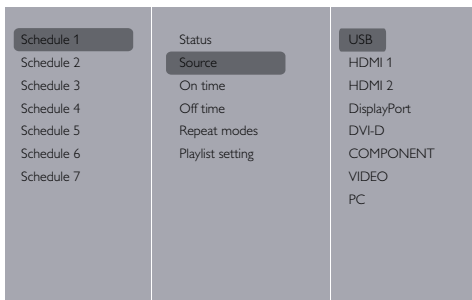 Schedule 1
Schedule 2
Schedule 3
Schedule 4
Schedule 5
Schedule 6
Schedule 7
Status
Source
On time
Off time
Repeat modes
Playlist setting
USB
HDMI 1
HDMI 2
DisplayPort
DVI-D
COMPONENT
VIDEO
PC